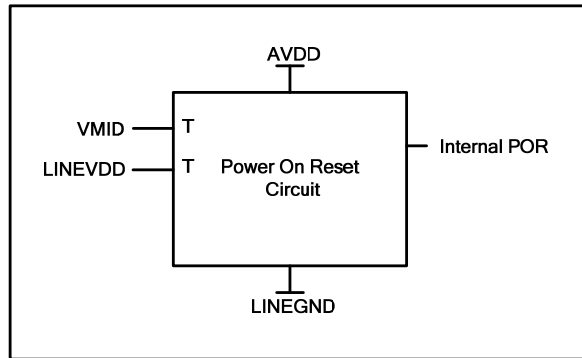 AVDD
VMID
T
Internal POR
LINEVDD
T
Power On Reset
Circuit
LINEGND